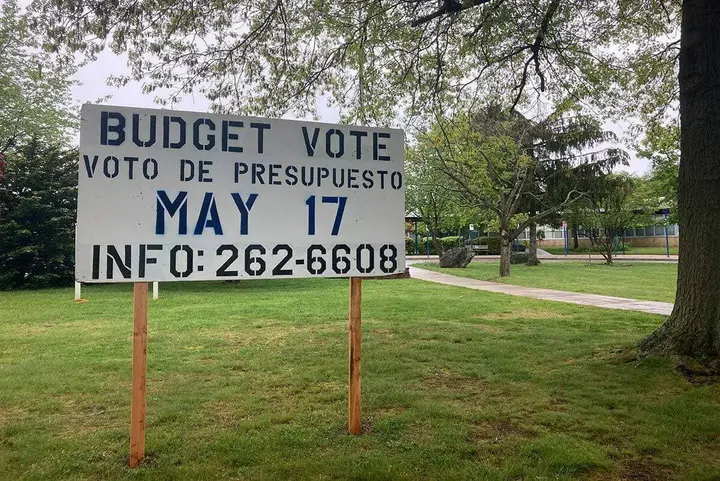 BUDGET VOTE
VOTO DE PRESUPUESTO
MAY 17
INFO: 262-6608